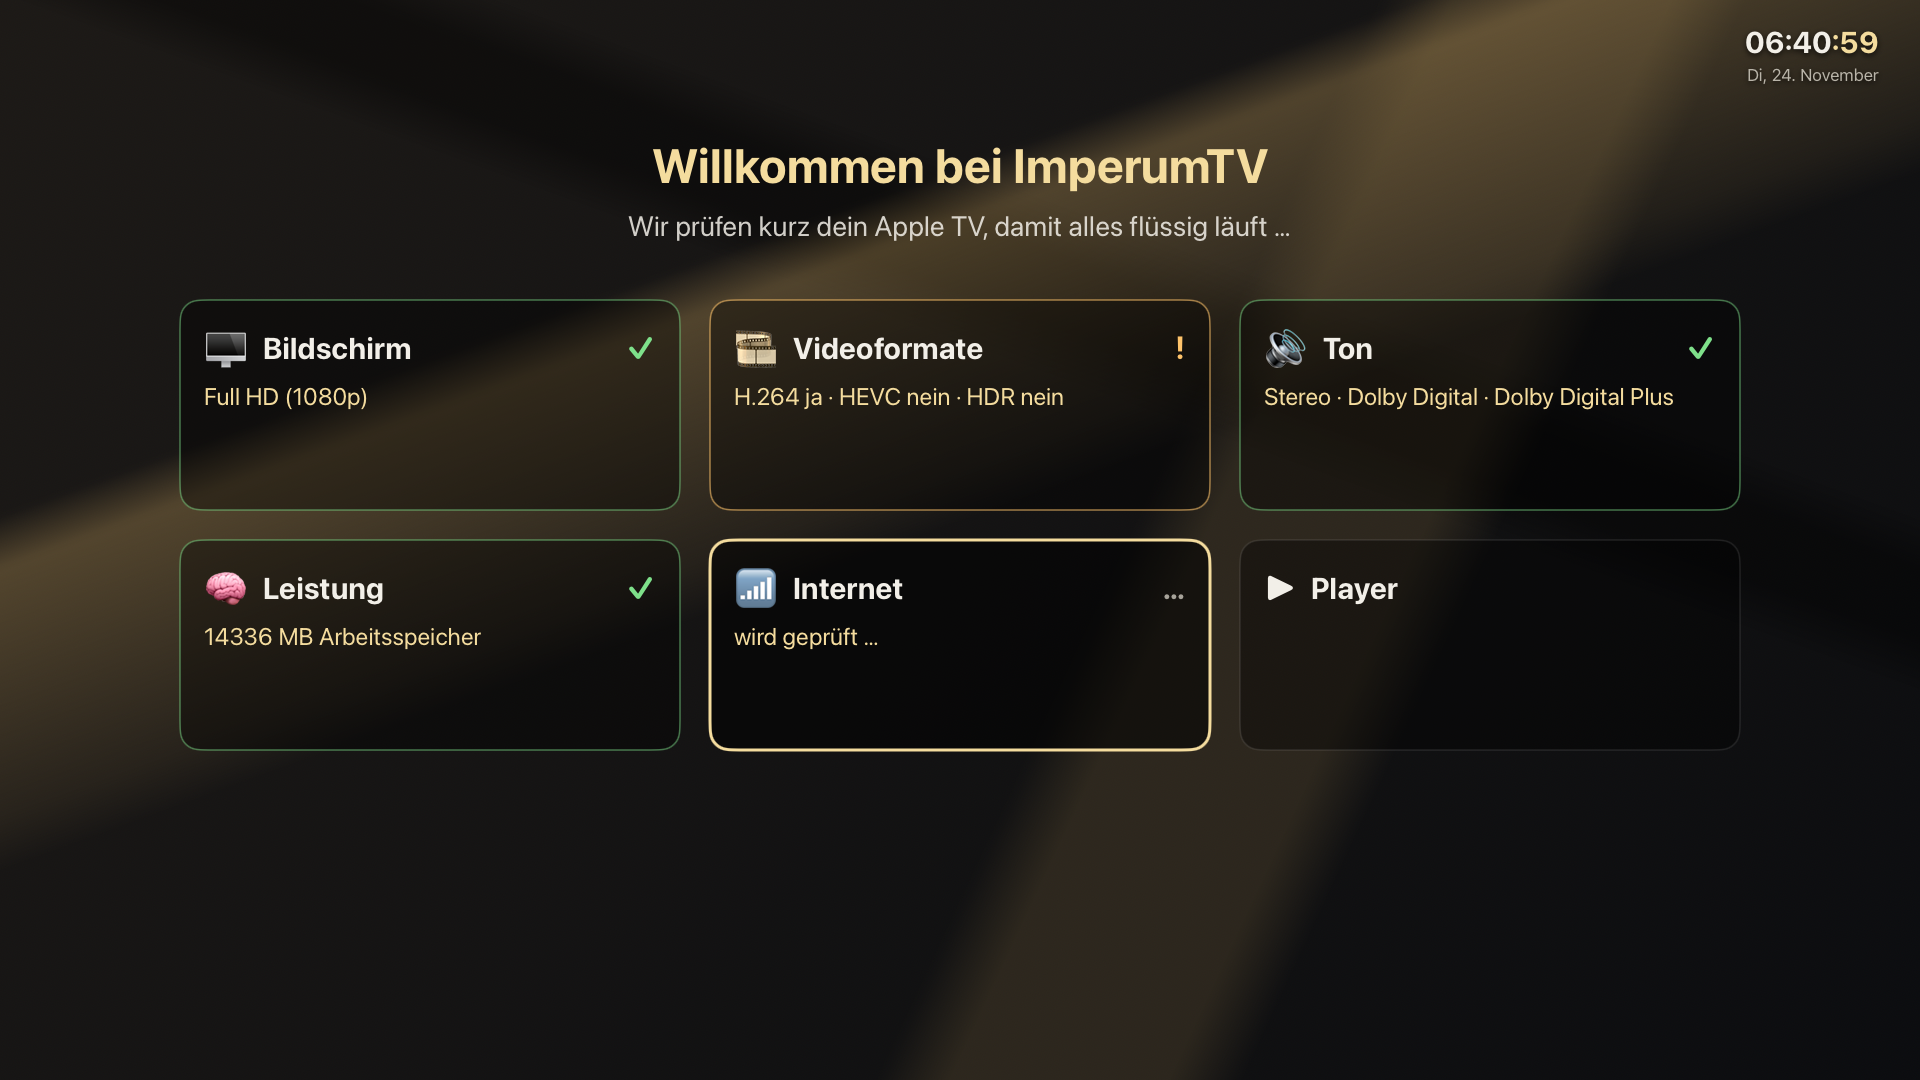 06:40:59
Di, 24. November
Willkommen bei ImperumTV
Wir prüfen kurz dein Apple TV, damit alles flüssig läuft …
Bildschirm
Full HD (1080p)
Videoformate !
H.264 ja · HEVC nein · HDR nein
Ton
Stereo · Dolby Digital · Dolby Digital Plus
Leistung
14336 MB Arbeitsspeicher
Internet …
wird geprüft …
Player